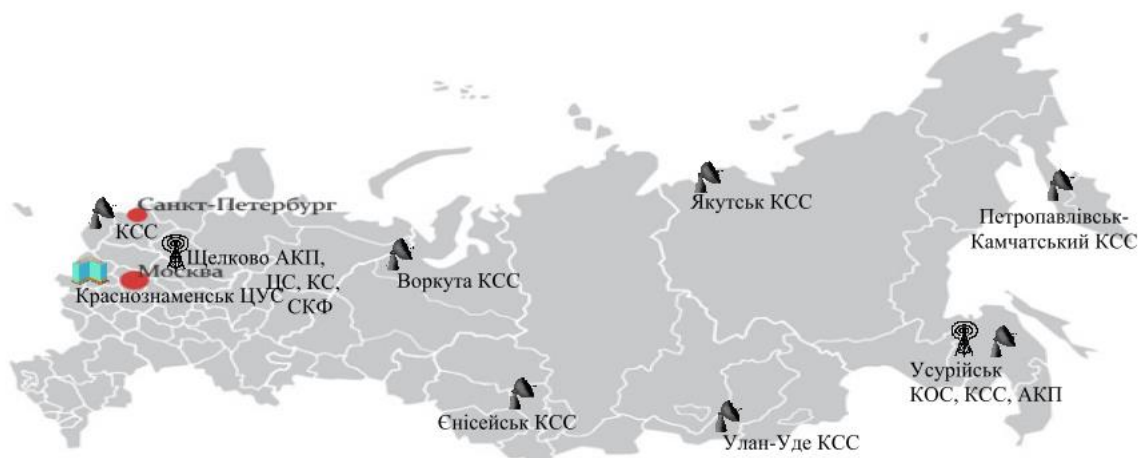 Санкт-Петербург
КСС
Щелково АКП,
ЦС, КС,
СКФ
Москва
Краснознаменськ ЦУС
Воркута КСС
Якутськ КСС
Петропавлівськ-
Камчатський КСС
Усурійськ
КОС, КСС, АКП
Єнісейськ КСС
Улан-Уде КСС